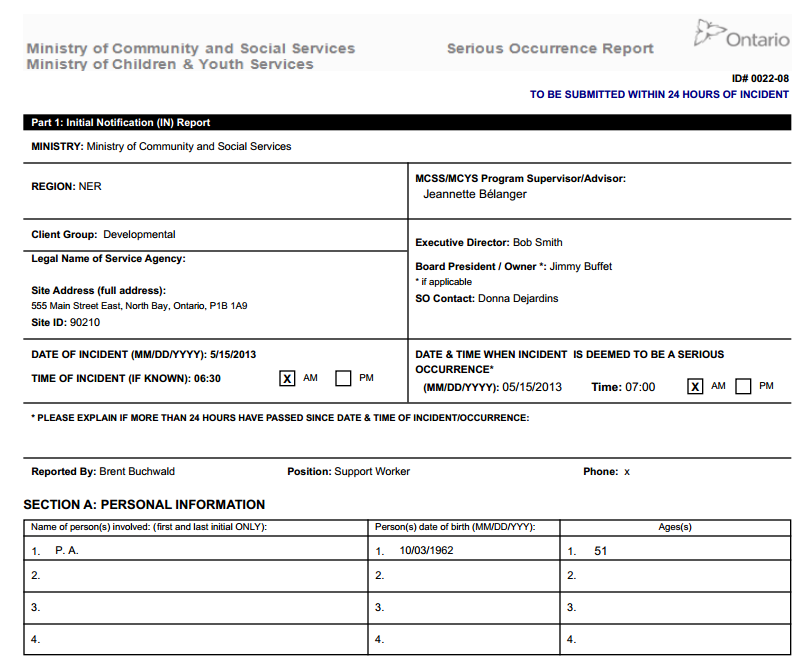 Ministry of Community and Social Services
Ministry of Children & Youth Services
Serious Occurrence Report
Ontario
ID# 0022-08
TO BE SUBMITTED WITHIN 24 HOURS OF INCIDENT
Part 1: Initial Notification (IN) Report
MINISTRY: Ministry of Community and Social Services
REGION: NER
MCSS/MCYS Program Supervisor/Advisor:
Jeannette Bélanger
Client Group: Developmental
Legal Name of Service Agency:
Site Address (full address):
555 Main Street East, North Bay, Ontario, P1B 1A9
Site ID: 90210
Executive Director: Bob Smith
Board President / Owner *: Jimmy Buffet
* if applicable
SO Contact: Donna Dejardins
DATE OF INCIDENT (MM/DD/YYYY): 5/15/2013
TIME OF INCIDENT (IF KNOWN): 06:30 X AM PM
DATE & TIME WHEN INCIDENT IS DEEMED TO BE A SERIOUS
OCCURRENCE*
(MM/DD/YYYY): 05/15/2013 Time: 07:00 X AM PM
* PLEASE EXPLAIN IF MORE THAN 24 HOURS HAVE PASSED SINCE DATE & TIME OF INCIDENT/OCCURRENCE:
Reported By: Brent Buchwald Position: Support Worker Phone: x
SECTION A: PERSONAL INFORMATION
Name of person(s) involved: (first and last initial ONLY): Person(s) date of birth (MM/DD/YY): Ages(s)
1. P. A. 1. 10/03/1962 1. 51
2. 2. 2.
3. 3. 3.
4. 4. 4.